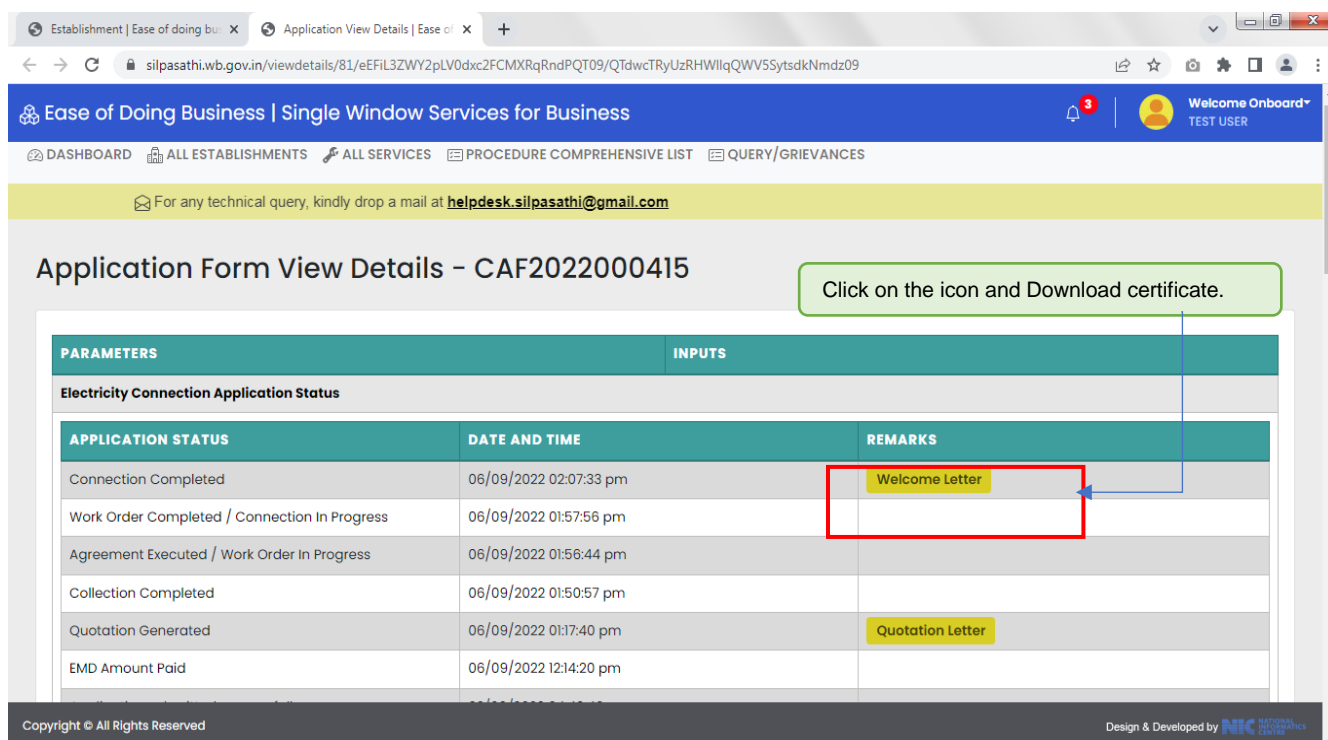 Establishment | Ease of doing bu
Application View Details | Ease of
silpasathi.wb.gov.in/viewdetails/81/eEFiL3ZWY2pLV0dxc2FCMXRqRndPQT09/QTdwcTRyUzRHWllqQWV5SytsdkNmdz09
Ease of Doing Business | Single Window Services for Business
3
Welcome Onboard
TEST USER
DASHBOARD ALL ESTABLISHMENTS ALL SERVICES PROCEDURE COMPREHENSIVE LIST QUERY/GRIEVANCES
For any technical query, kindly drop a mail at helpdesk.silpasathi@gmail.com
Application Form View Details - CAF2022000415
Click on the icon and Download certificate.
PARAMETERS INPUTS
Electricity Connection Application Status
APPLICATION STATUS DATE AND TIME REMARKS
Connection Completed 06/09/2022 02:07:33 pm Welcome Letter
Work Order Completed / Connection In Progress 06/09/2022 01:57:56 pm
Agreement Executed / Work Order In Progress 06/09/2022 01:56:44 pm
Collection Completed 06/09/2022 01:50:57 pm
Quotation Generated 06/09/2022 01:17:40 pm Quotation Letter
EMD Amount Paid 06/09/2022 12:14:20 pm
Copyright © All Rights Reserved
Design & Developed by NIC NATIONAL INFORMATICS CENTRE